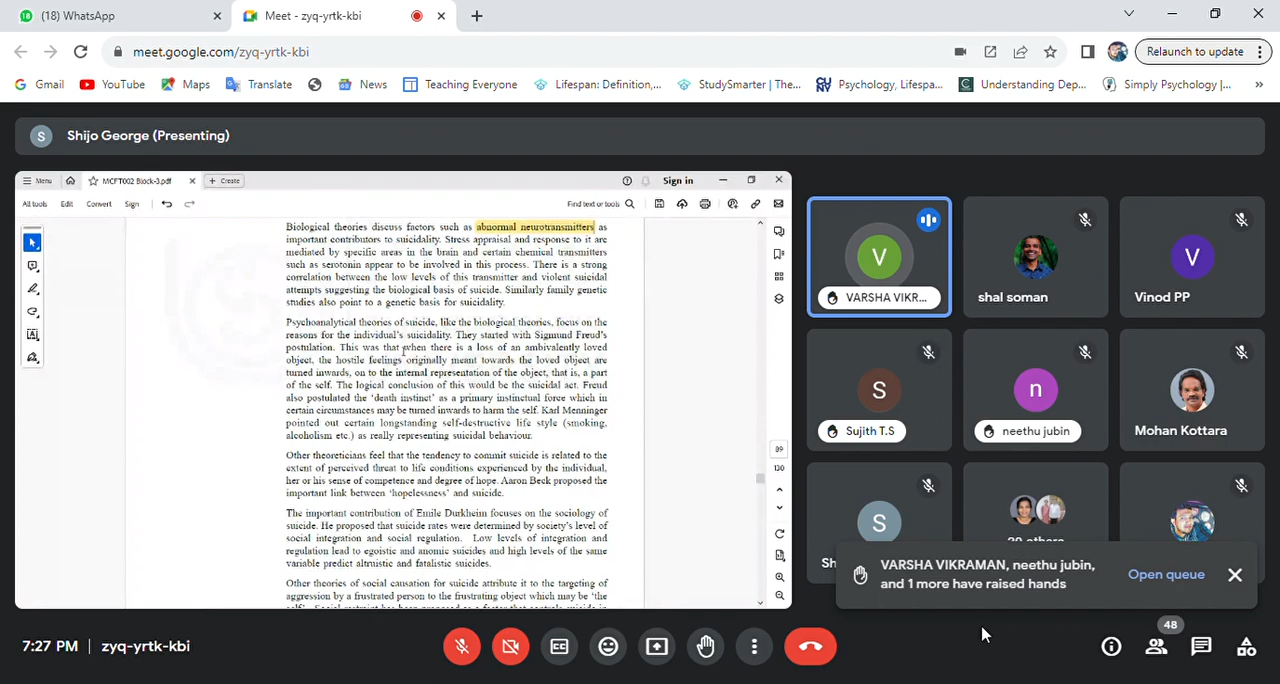 (18) WhatsApp
Meet - zyq-yrtk-kbi
meet.google.com/zyq-yrtk-kbi
Relaunch to update
Gmail
YouTube
Maps
Translate
News
Teaching Everyone
Lifespan: Definition,...
StudySmarter | The...
Psychology, Lifespa...
Understanding Dep...
Simply Psychology |...
»
S
Shijo George (Presenting)
Menu
MCFT002 Block-3.pdf
Create
Sign in
All tools
Edit
Convert
Sign
Find text or tools
Biological theories discuss factors such as abnormal neurotransmitters as
important contributors to suicidality. Stress appraisal and response to it are
mediated by specific areas in the brain and certain chemical transmitters
such as serotonin appear to be involved in this process. There is a strong
correlation between the low levels of this transmitter and violent suicidal
attempts suggesting the biological basis of suicide. Similarly family genetic
studies also point to a genetic basis for suicidality.
Psychoanalytical theories of suicide, like the biological theories, focus on the
reasons for the individual's suicidality. They started with Sigmund Freud's
postulation. This was that when there is a loss of an ambivalently loved
object, the hostile feelings originally meant towards the loved object are
turned inwards, on to the internal representation of the object, that is, a part
of the self. The logical conclusion of this would be the suicidal act. Freud
also postulated the 'death instinct' as a primary instinctual force which in
certain circumstances may be turned inwards to harm the self. Karl Menninger
pointed out certain longstanding self-destructive life style (smoking,
alcoholism etc.) as really representing suicidal behaviour.
Other theoreticians feel that the tendency to commit suicide is related to the
extent of perceived threat to life conditions experienced by the individual,
her or his sense of competence and degree of hope. Aaron Beck proposed the
important link between 'hopelessness' and suicide.
The important contribution of Emile Durkheim focuses on the sociology of
suicide. He proposed that suicide rates were determined by society's level of
social integration and social regulation. Low levels of integration and
regulation lead to egoistic and anomic suicides and high levels of the same
variable predict altruistic and fatalistic suicides.
Other theories of social causation for suicide attribute it to the targeting of
aggression by a frustrated person to the frustrating object which may be 'the
89
130
V
VARSHA VIKR...
shal soman
V
Vinod PP
S
Sujith T.S
n
neethu jubin
Mohan Kottara
S
Sh
VARSHA VIKRAMAN, neethu jubin,
and 1 more have raised hands
Open queue
7:27 PM | zyq-yrtk-kbi
48